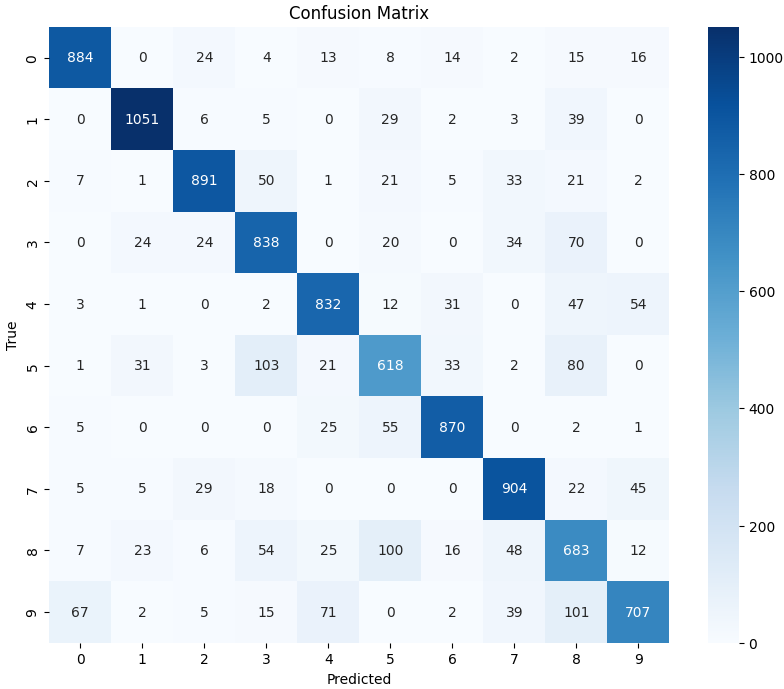 Confusion Matrix
0 884 0 24 4 13 8 14 2 15 16
1 0 1051 6 5 0 29 2 3 39 0
2 7 1 891 50 1 21 5 33 21 2
3 0 24 24 838 0 20 0 34 70 0
4 3 1 0 2 832 12 31 0 47 54
5 1 31 3 103 21 618 33 2 80 0
6 5 0 0 0 25 55 870 0 2 1
7 5 5 29 18 0 0 0 904 22 45
8 7 23 6 54 25 100 16 48 683 12
9 67 2 5 15 71 0 2 39 101 707
0 1 2 3 4 5 6 7 8 9
Predicted
True
1000
800
600
400
200
0